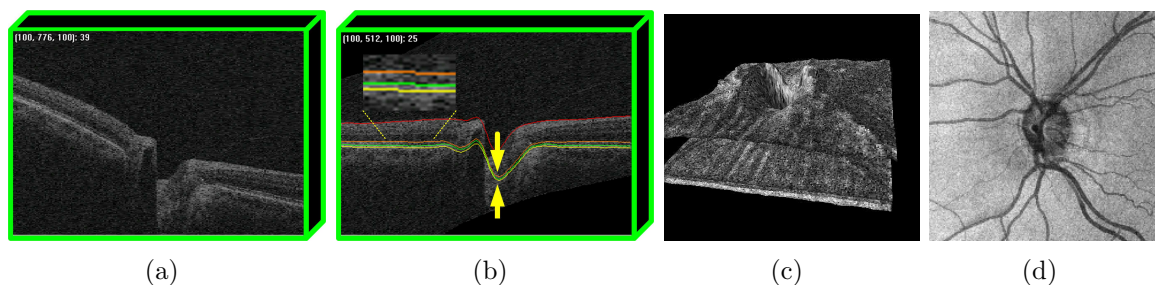 (100, 776, 100): 39
(100, 512, 100): 25
(a)
(b)
(c)
(d)